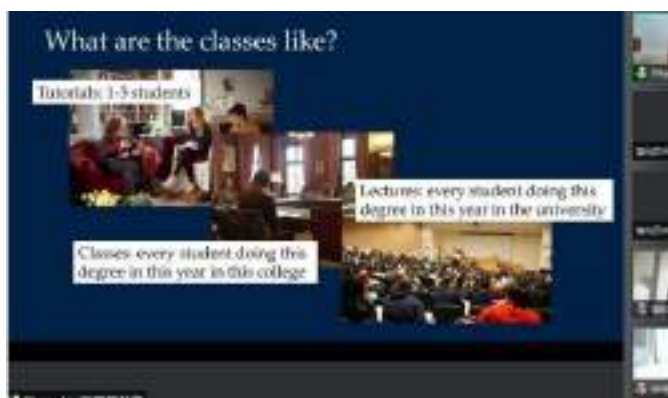 What are the classes like?
Tutorials: 1-3 students
Lectures: every student doing this
degree in this year in the university
Classes: every student doing this
degree in this year in this college